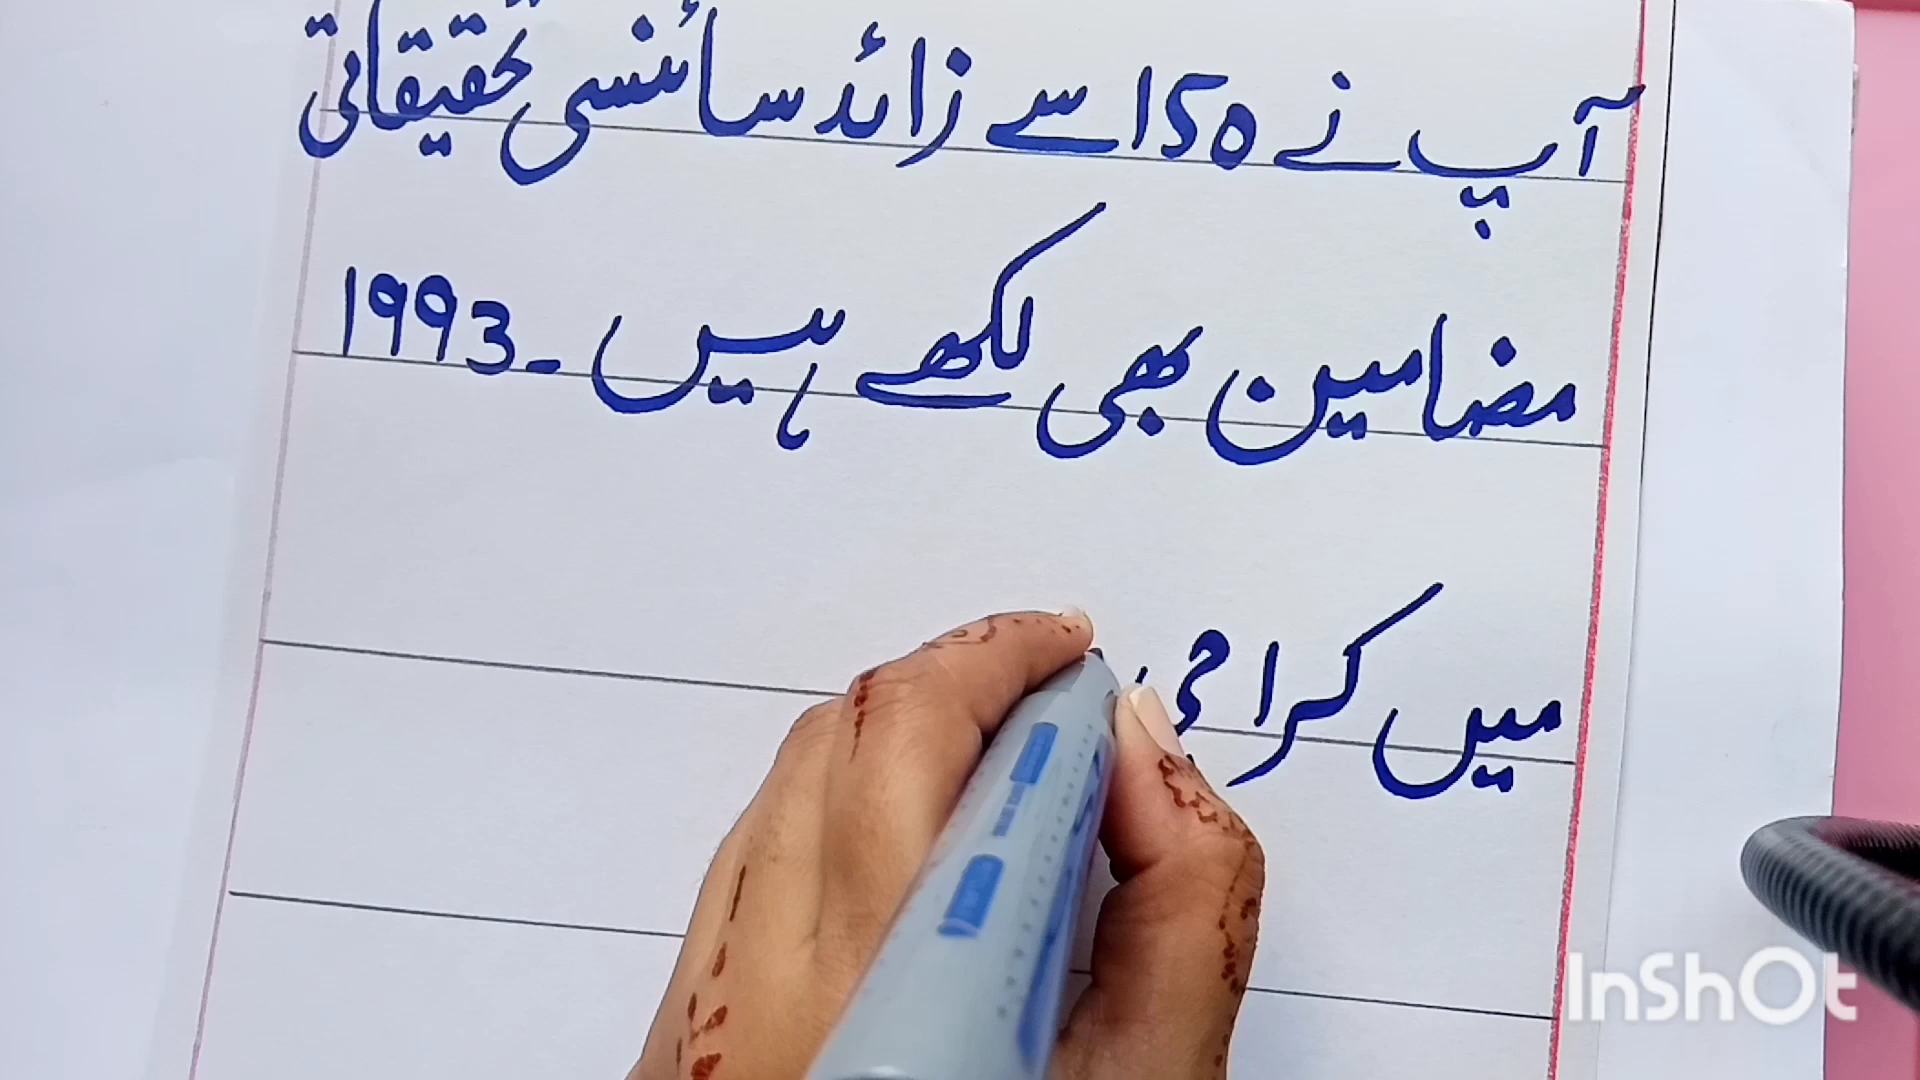 آپ نے 150 سے زائد سائنسی تحقیقاتی
مضامین بھی لکھے ہیں ۔ 1993
میں کراچی
InShOt